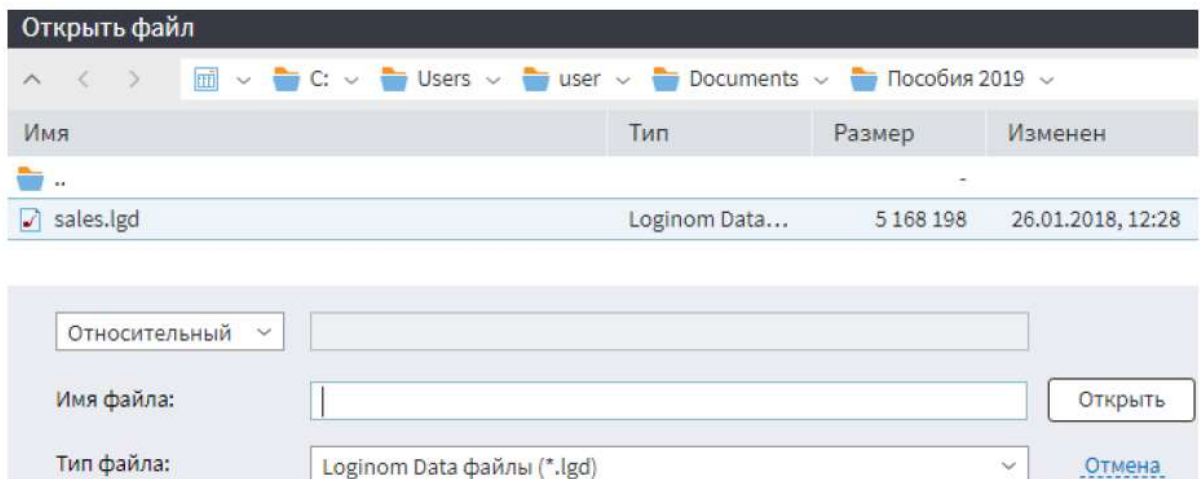 Открыть файл
C: Users user Documents Пособия 2019
Имя Тип Размер Изменен
.. -
sales.lgd Loginom Data... 5 168 198 26.01.2018, 12:28
Относительный
Имя файла: Открыть
Тип файла: Loginom Data файлы (*.lgd) Отмена